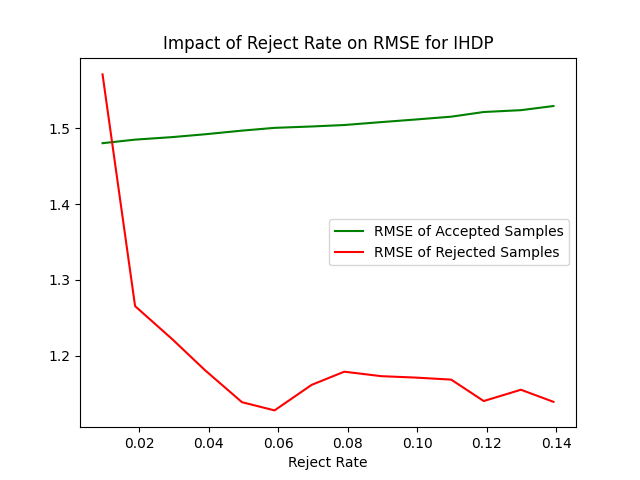 Impact of Reject Rate on RMSE for IHDP
1.5
1.4
1.3
1.2
RMSE of Accepted Samples
RMSE of Rejected Samples
0.02 0.04 0.06 0.08 0.10 0.12 0.14
Reject Rate